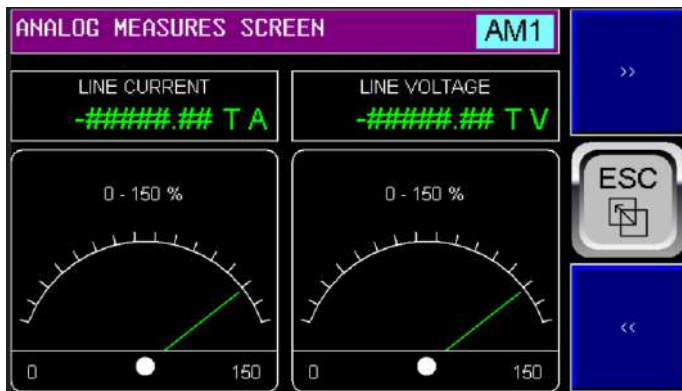 ANALOG MEASURES SCREEN AM1
>>
LINE CURRENT
-#####.## T A
LINE VOLTAGE
-#####.## T V
ESC
0 - 150 %
0 150
0 - 150 %
0 150
<<